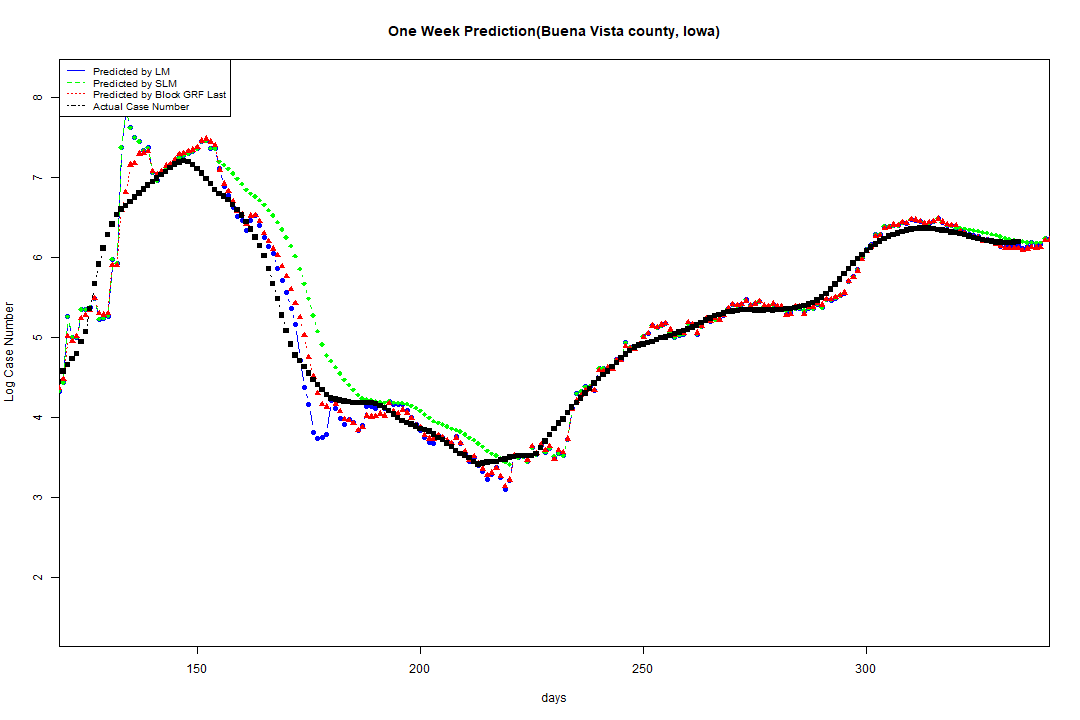 One Week Prediction(Buena Vista county, Iowa)
Predicted by LM
Predicted by SLM
Predicted by Block GRF Last
Actual Case Number
8
7
6
5
4
3
2
Log Case Number
150 200 250 300
days